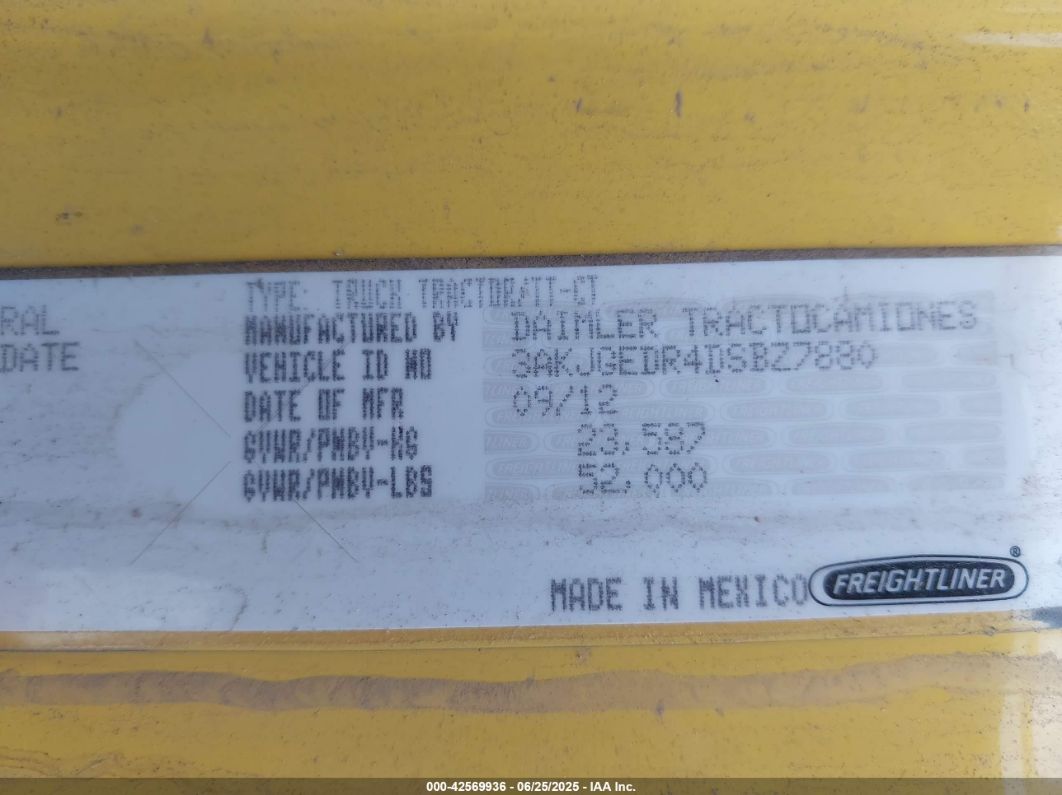 TYPE: TRUCK TRACTOR/TT-CT
RAL MANUFACTURED BY DAIMLER TRACTOCAMIONES
DATE VEHICLE ID NO 3AKJGEDR4DSBZ7880
DATE OF MFR 09/12
GVWR/PMBV-KG 23,587
GVWR/PMBV-LBS 52,000
MADE IN MEXICO FREIGHTLINER®
000-42569936 - 06/25/2025 - IAA Inc.